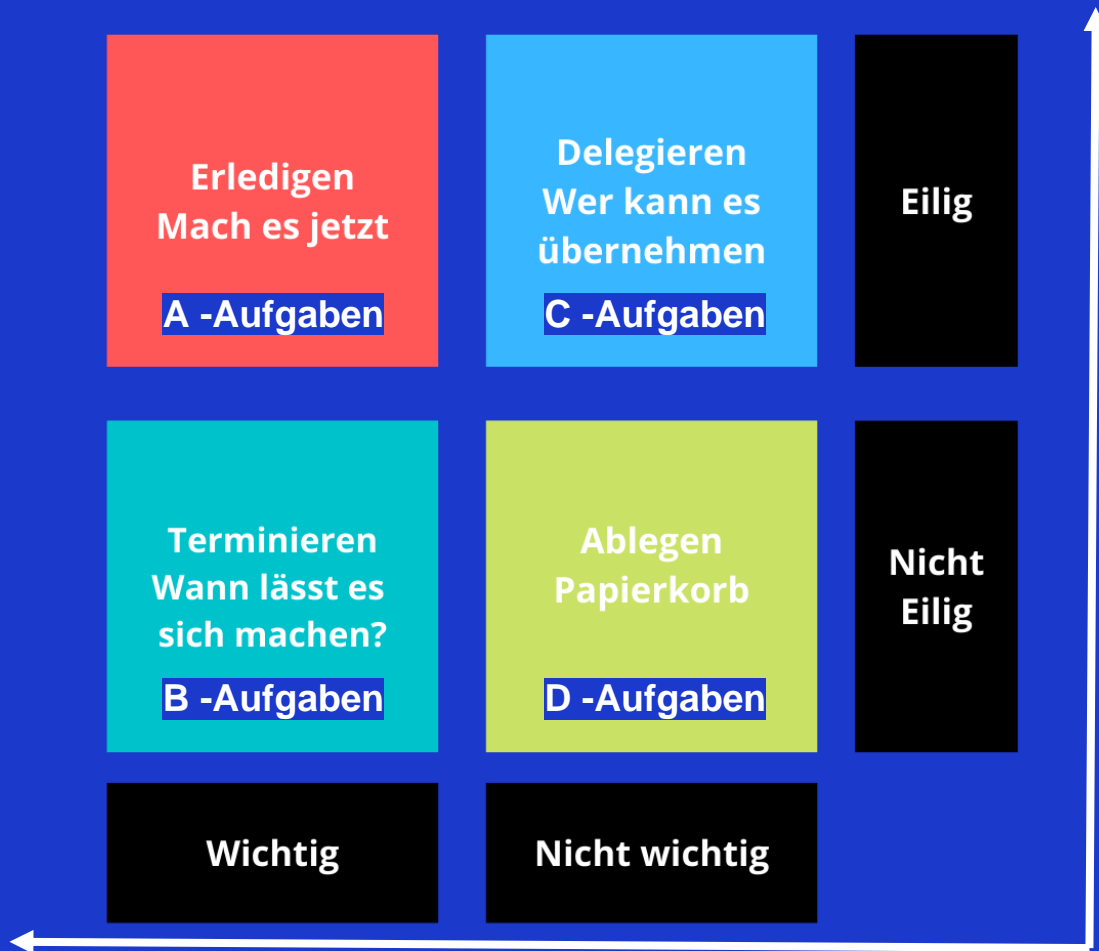 Erledigen
Mach es jetzt
A -Aufgaben
Delegieren
Wer kann es
übernehmen
C -Aufgaben
Eilig
Terminieren
Wann lässt es
sich machen?
B -Aufgaben
Ablegen
Papierkorb
D -Aufgaben
Nicht
Eilig
Wichtig
Nicht wichtig